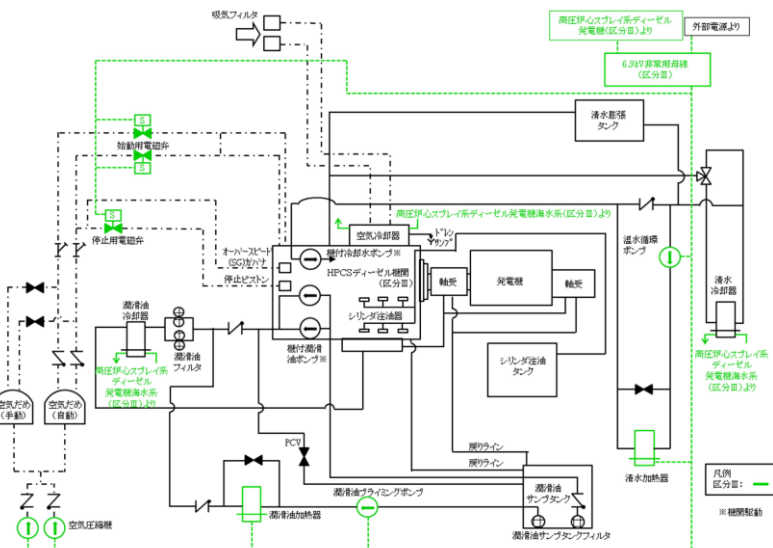 吸気フィルタ
高圧炉心スプレイ系ディーゼル
発電機(区分Ⅲ)より
外部電源より
6.9kV非常用母線
(区分Ⅲ)
清水膨張
タンク
S
始動用電磁弁
S
S
停止用電磁弁
高圧炉心スプレイ系ディーゼル発電機海水系(区分Ⅲ)より
空気冷却器
ドレン
サンプ
オーバースピード
(SG)ガバナ
停止ピストン
機付冷却水ポンプ※
HPCSディーゼル機関
(区分Ⅲ)
軸受
発電機
軸受
温水循環
ポンプ
清水
冷却器
潤滑油
冷却器
潤滑油
フィルタ
シリンダ注油器
機付潤滑
油ポンプ※
シリンダ注油
タンク
高圧炉心スプレイ系
ディーゼル
発電機海水系
(区分Ⅲ)より
高圧炉心スプレイ系
ディーゼル
発電機海水系
(区分Ⅲ)より
空気だめ
(手動)
空気だめ
(自動)
PCV
戻りライン
戻りライン
清水加熱器
凡例
区分Ⅲ:
※機関駆動
潤滑油プライミングポンプ
潤滑油
サンプタンク
空気圧縮機
潤滑油加熱器
潤滑油サンプタンクフィルタ